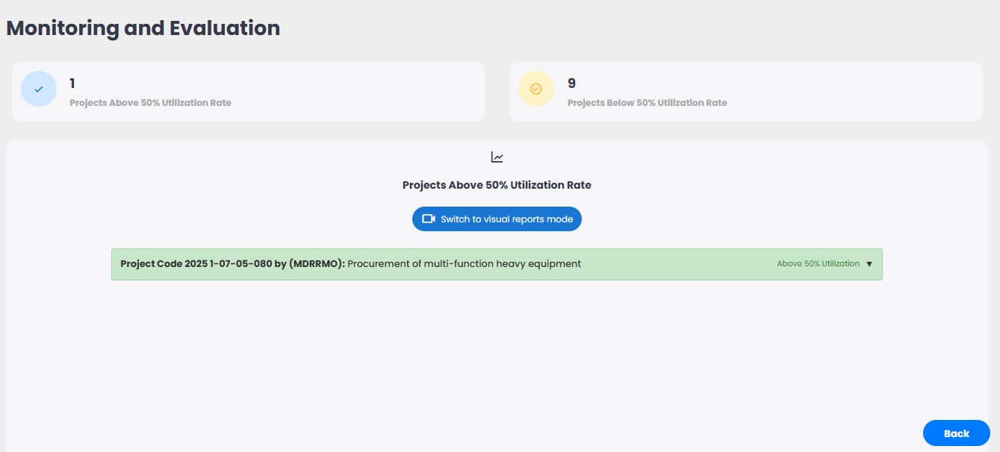 Monitoring and Evaluation
1
Projects Above 50% Utilization Rate
9
Projects Below 50% Utilization Rate
Projects Above 50% Utilization Rate
Switch to visual reports mode
Project Code 2025 1-07-05-080 by (MDRRMO): Procurement of multi-function heavy equipment
Above 50% Utilization ▼
Back